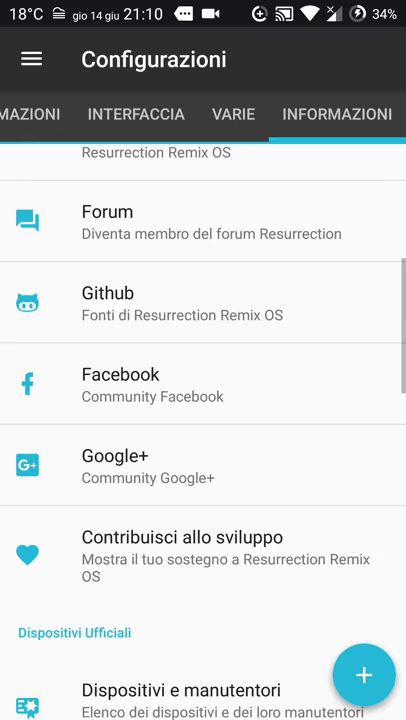 18°C gio 14 giu 21:10 34%
Configurazioni
MAZIONI INTERFACCIA VARIE INFORMAZIONI
Resurrection Remix OS
Forum
Diventa membro del forum Resurrection
Github
Fonti di Resurrection Remix OS
Facebook
Community Facebook
Google+
Community Google+
Contribuisci allo sviluppo
Mostra il tuo sostegno a Resurrection Remix
OS
Dispositivi Ufficiali
Dispositivi e manutentori
Elenco dei dispositivi e dei loro manutentori